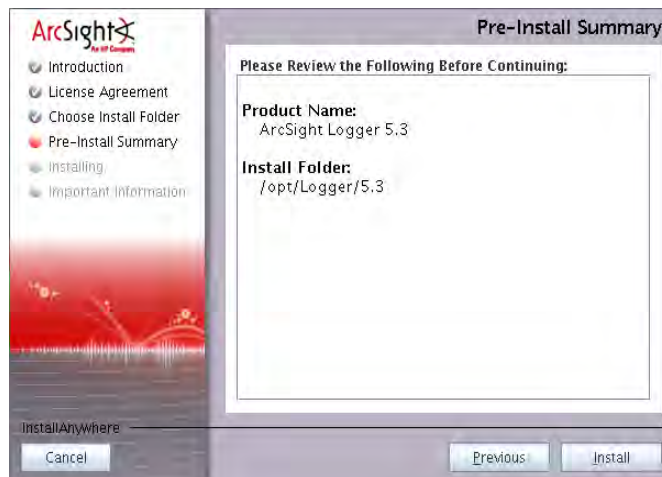 ArcSight
An HP Company
Pre-Install Summary
Introduction
License Agreement
Choose Install Folder
Pre-Install Summary
Installing...
Important Information
Please Review the Following Before Continuing:
Product Name:
ArcSight Logger 5.3
Install Folder:
/opt/Logger/5.3
InstallAnywhere
Cancel
Previous
Install